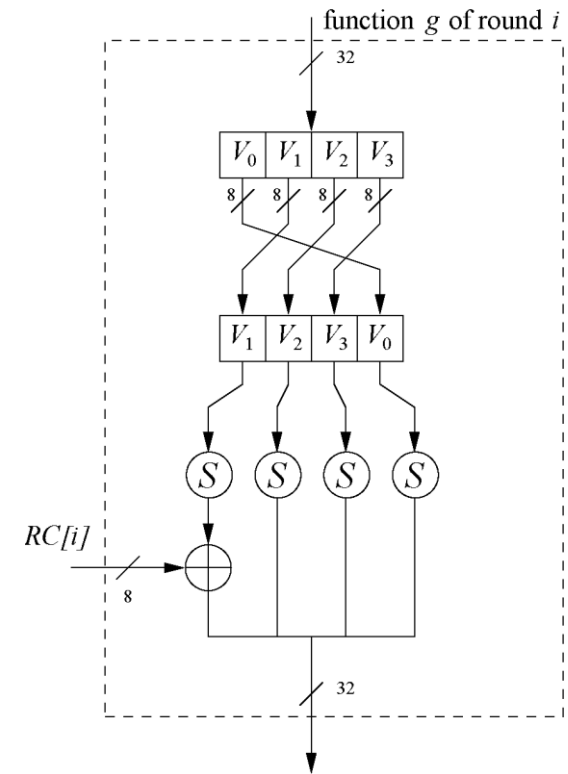 function g of round i
32
V0 V1 V2 V3
8 8 8 8
V1 V2 V3 V0
S S S S
RC[i]
8
32